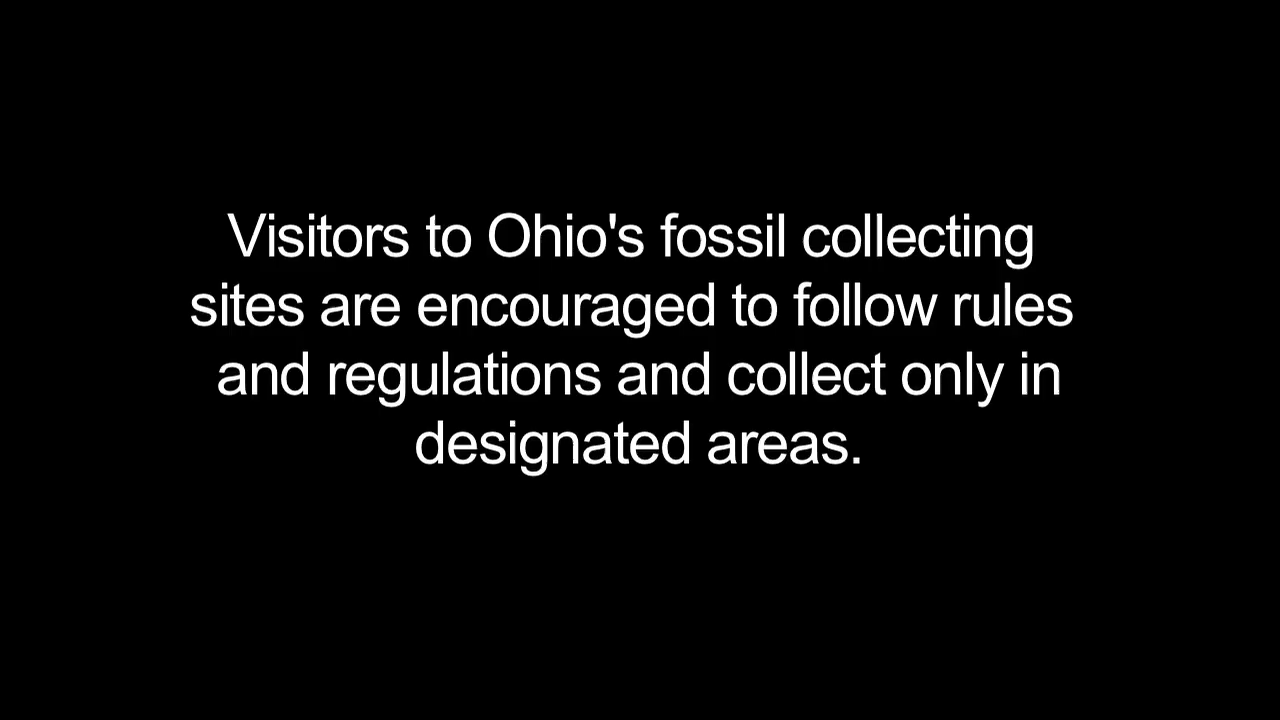 Visitors to Ohio's fossil collecting
sites are encouraged to follow rules
and regulations and collect only in
designated areas.